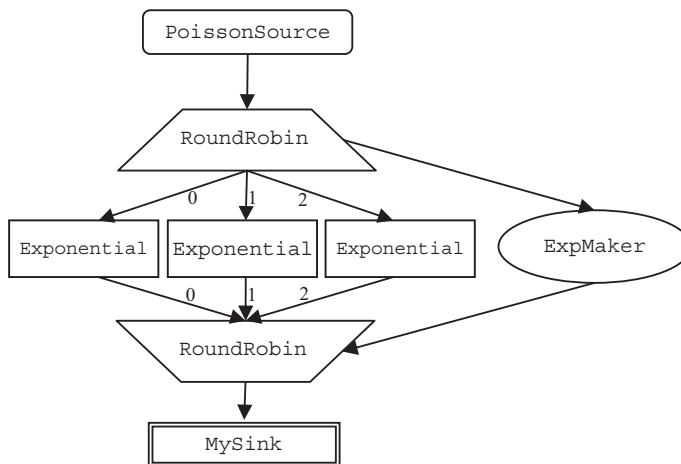 PoissonSource
RoundRobin
0 1 2
Exponential Exponential Exponential ExpMaker
0 1 2
RoundRobin
MySink